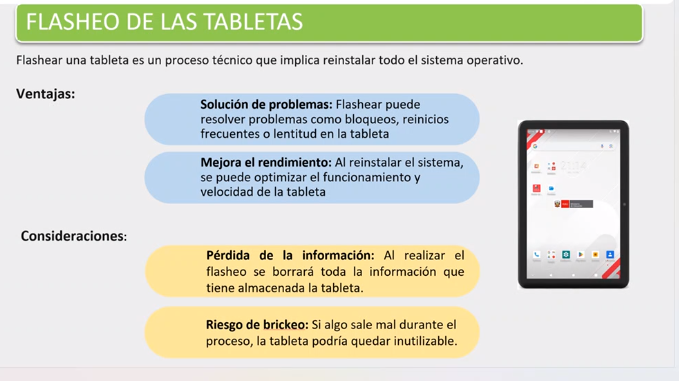 FLASHEO DE LAS TABLETAS
Flashear una tableta es un proceso técnico que implica reinstalar todo el sistema operativo.
Ventajas:
Solución de problemas: Flashear puede
resolver problemas como bloqueos, reinicios
frecuentes o lentitud en la tableta
Mejora el rendimiento: Al reinstalar el sistema,
se puede optimizar el funcionamiento y
velocidad de la tableta
Consideraciones:
Pérdida de la información: Al realizar el
flasheo se borrará toda la información que
tiene almacenada la tableta.
Riesgo de brickeo: Si algo sale mal durante el
proceso, la tableta podría quedar inutilizable.